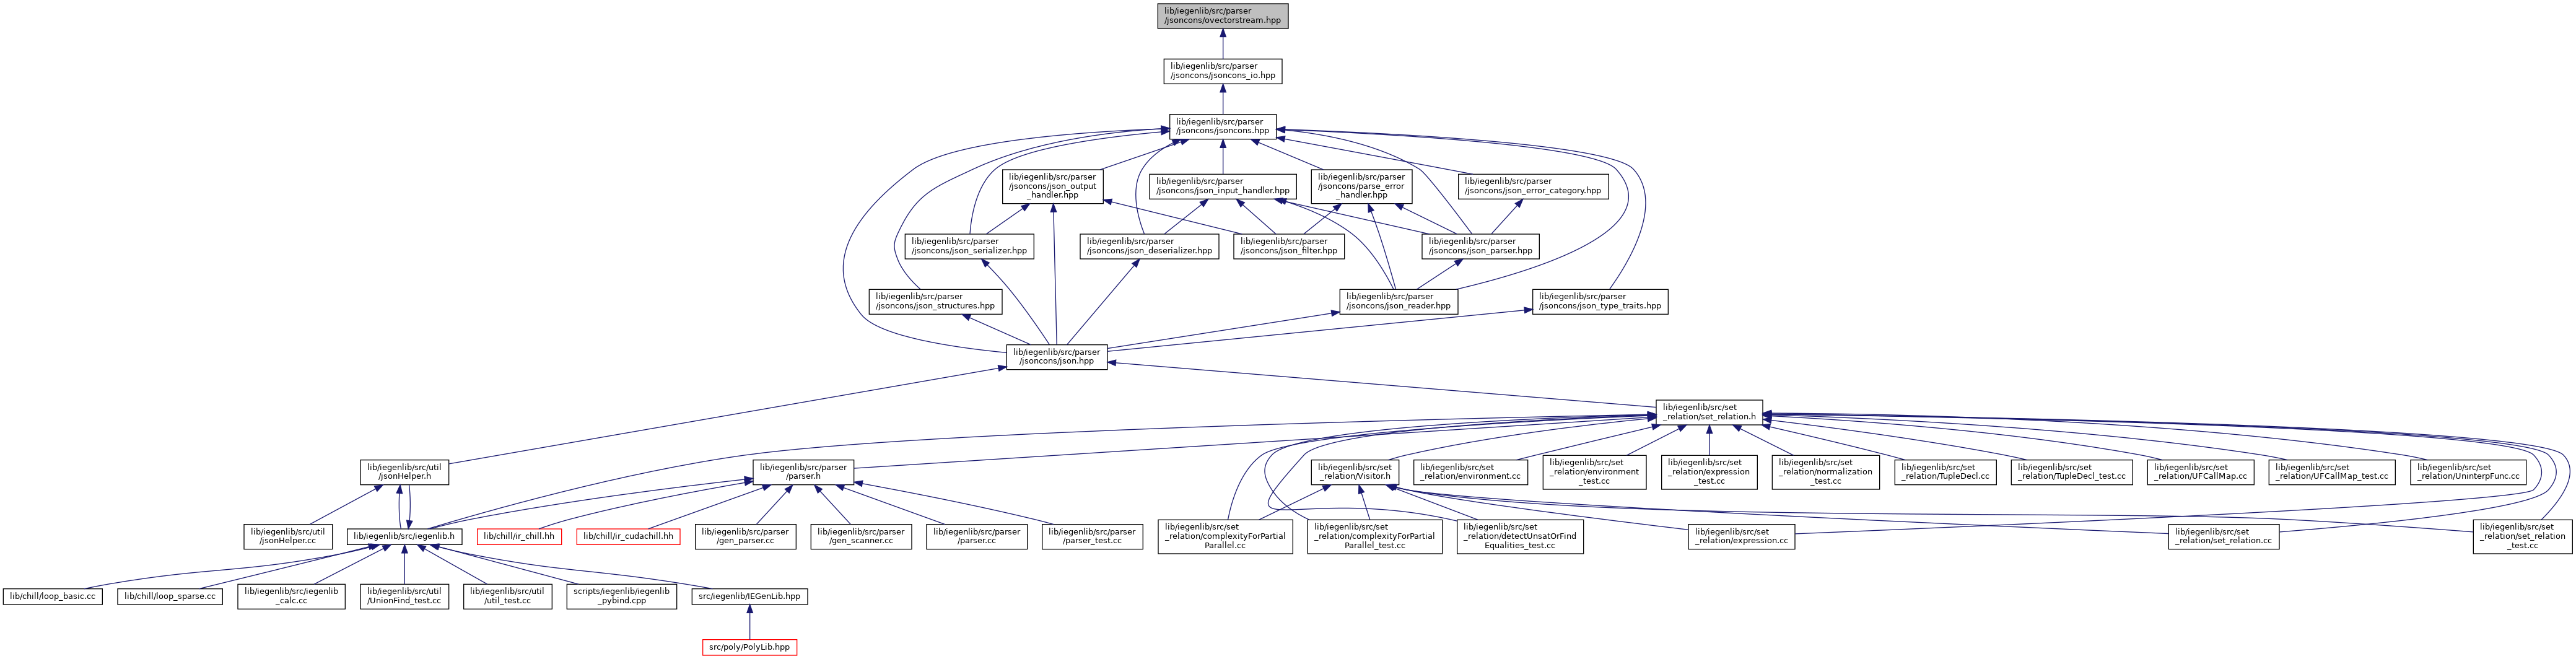 lib/iegenlib/src/parser
/jsoncons/ovectorstream.hpp
lib/iegenlib/src/parser
/jsoncons/jsoncons_io.hpp
lib/iegenlib/src/parser
/jsoncons/jsoncons.hpp
lib/iegenlib/src/parser
/jsoncons/json_output
_handler.hpp
lib/iegenlib/src/parser
/jsoncons/json_input_handler.hpp
lib/iegenlib/src/parser
/jsoncons/parse_error
_handler.hpp
lib/iegenlib/src/parser
/jsoncons/json_error_category.hpp
lib/iegenlib/src/parser
/jsoncons/json_serializer.hpp
lib/iegenlib/src/parser
/jsoncons/json_deserializer.hpp
lib/iegenlib/src/parser
/jsoncons/json_filter.hpp
lib/iegenlib/src/parser
/jsoncons/json_parser.hpp
lib/iegenlib/src/parser
/jsoncons/json_structures.hpp
lib/iegenlib/src/parser
/jsoncons/json_reader.hpp
lib/iegenlib/src/parser
/jsoncons/json_type_traits.hpp
lib/iegenlib/src/parser
/jsoncons/json.hpp
lib/iegenlib/src/set
_relation/set_relation.h
lib/iegenlib/src/util
/jsonHelper.h
lib/iegenlib/src/parser
/parser.h
lib/iegenlib/src/set
_relation/Visitor.h
lib/iegenlib/src/set
_relation/environment.cc
lib/iegenlib/src/set
_relation/environment
_test.cc
lib/iegenlib/src/set
_relation/expression
_test.cc
lib/iegenlib/src/set
_relation/normalization
_test.cc
lib/iegenlib/src/set
_relation/TupleDecl.cc
lib/iegenlib/src/set
_relation/TupleDecl_test.cc
lib/iegenlib/src/set
_relation/UFCallMap.cc
lib/iegenlib/src/set
_relation/UFCallMap_test.cc
lib/iegenlib/src/set
_relation/UninterpFunc.cc
lib/iegenlib/src/util
/jsonHelper.cc
lib/iegenlib/src/iegenlib.h
lib/chill/ir_chill.hh
lib/chill/ir_cudachill.hh
lib/iegenlib/src/parser
/gen_parser.cc
lib/iegenlib/src/parser
/gen_scanner.cc
lib/iegenlib/src/parser
/parser.cc
lib/iegenlib/src/parser
/parser_test.cc
lib/iegenlib/src/set
_relation/complexityForPartial
Parallel.cc
lib/iegenlib/src/set
_relation/complexityForPartial
Parallel_test.cc
lib/iegenlib/src/set
_relation/detectUnsatOrFind
Equalities_test.cc
lib/iegenlib/src/set
_relation/expression.cc
lib/iegenlib/src/set
_relation/set_relation.cc
lib/iegenlib/src/set
_relation/set_relation
_test.cc
lib/chill/loop_basic.cc
lib/chill/loop_sparse.cc
lib/iegenlib/src/iegenlib
_calc.cc
lib/iegenlib/src/util
/UnionFind_test.cc
lib/iegenlib/src/util
/util_test.cc
scripts/iegenlib/iegenlib
_pybind.cpp
src/iegenlib/IEGenLib.hpp
src/poly/PolyLib.hpp